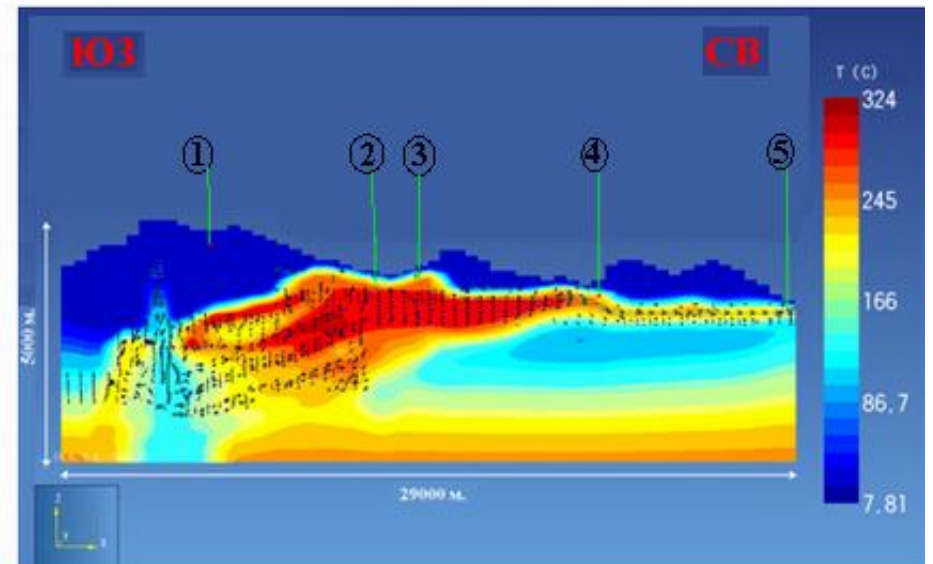 ЮЗ
СВ
T (C)
① ② ③ ④ ⑤
324
245
166
86.7
7.81
5000 м.
29000 м.
Z
Y
X